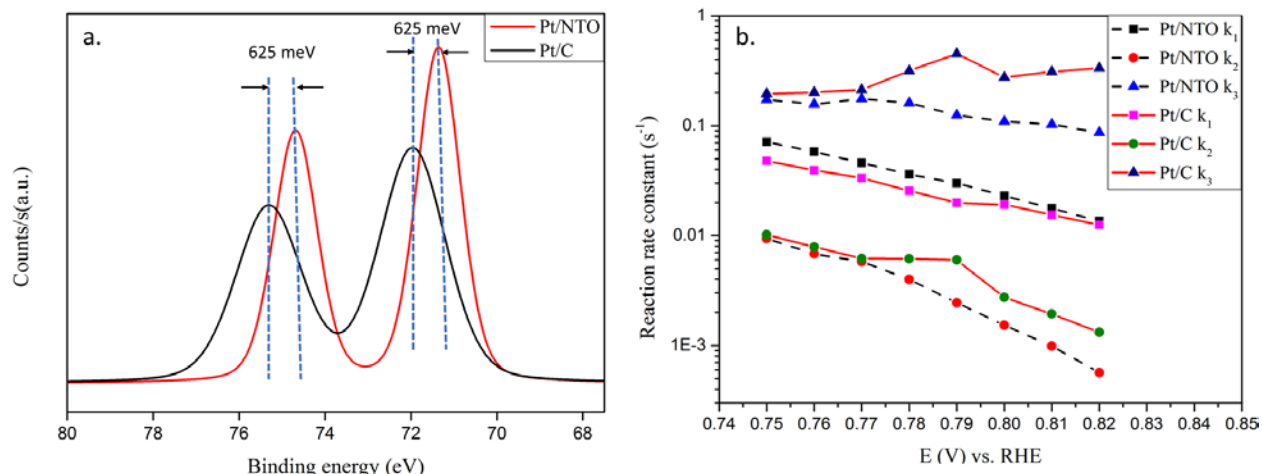 a.
625 meV
625 meV
Pt/NTO
Pt/C
Counts/s(a.u.)
80 78 76 74 72 70 68
Binding energy (eV)
b.
Pt/NTO k1
Pt/NTO k2
Pt/NTO k3
Pt/C k1
Pt/C k2
Pt/C k3
Reaction rate constant (s-1)
1
0.1
0.01
1E-3
0.74 0.75 0.76 0.77 0.78 0.79 0.80 0.81 0.82 0.83 0.84 0.85
E (V) vs. RHE